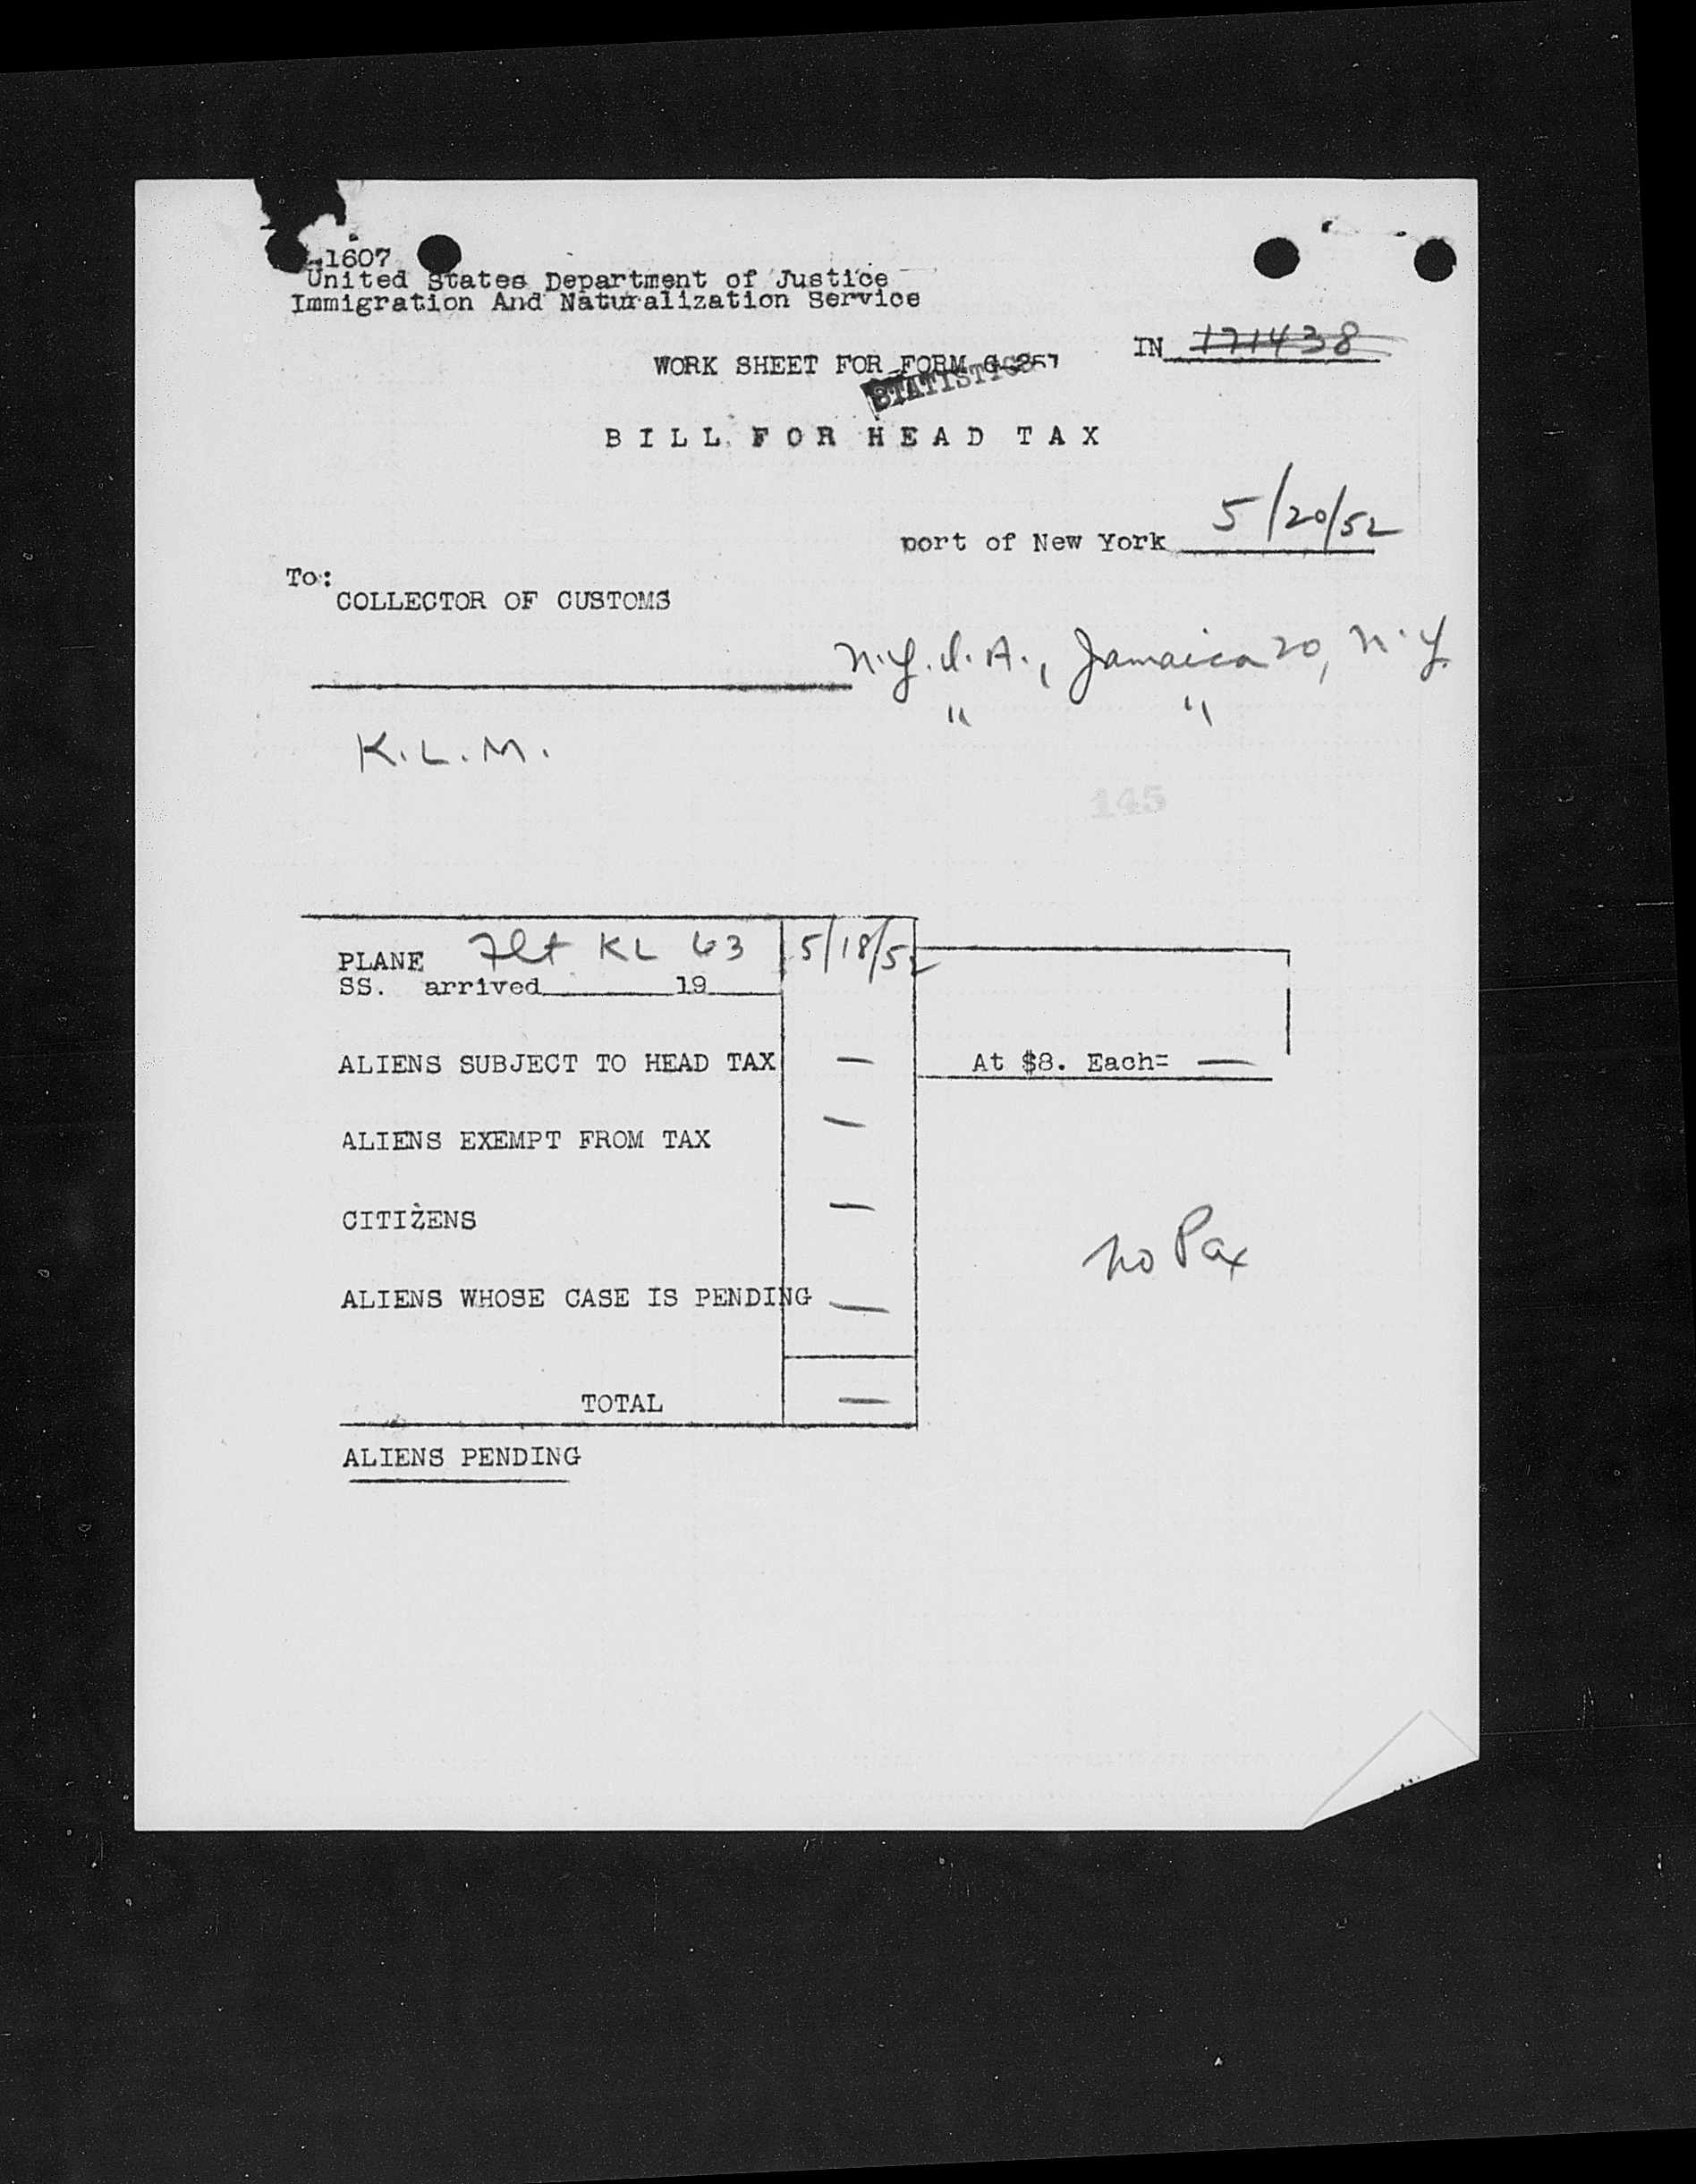 1607
United States Department of Justice
Immigration And Naturalization Service
IN 171438
WORK SHEET FOR FORM G-257
STATISTICS
BILL FOR HEAD TAX
port of New York 5/20/52
To:
COLLECTOR OF CUSTOMS
N.Y.I.A., Jamaica 20, N.Y.
" "
K.L.M.
145
PLANE Flt KL 63 5/18/52
SS. arrived 19
ALIENS SUBJECT TO HEAD TAX — At $8. Each= —
ALIENS EXEMPT FROM TAX —
CITIZENS —
no Pax
ALIENS WHOSE CASE IS PENDING —
TOTAL —
ALIENS PENDING